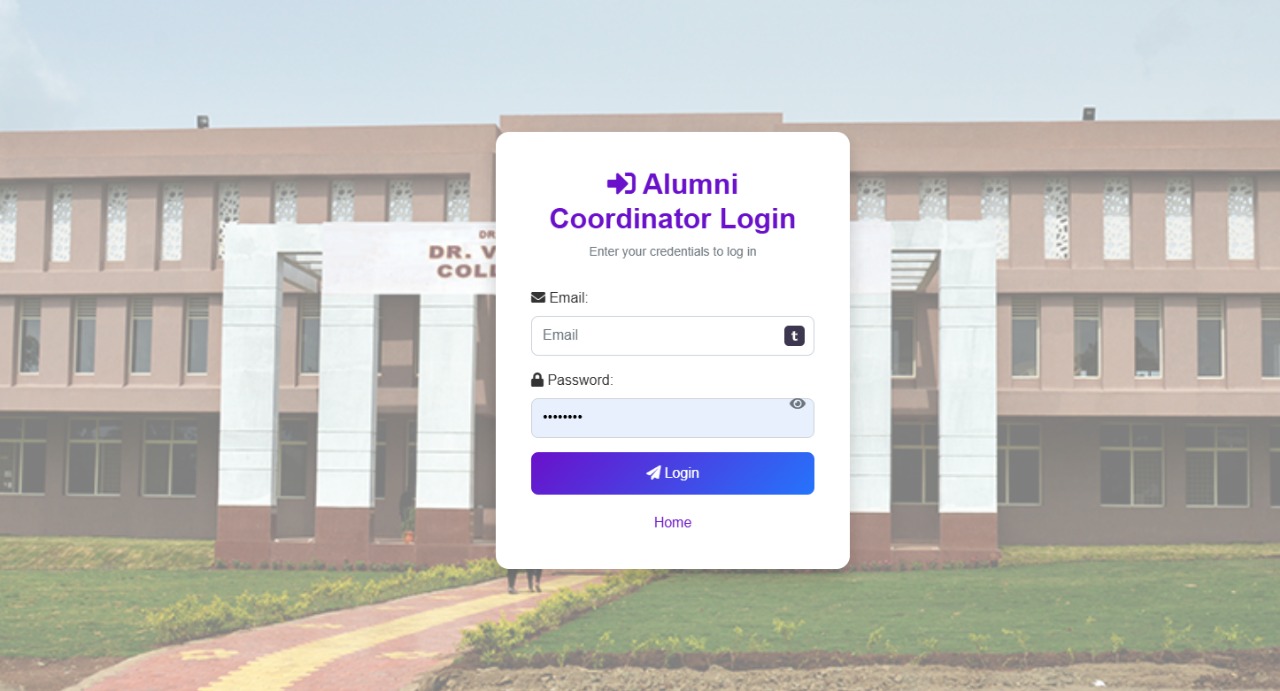 DR.
DR. V
COLL
Alumni
Coordinator Login
Enter your credentials to log in
Email:
Email
t
Password:
••••••••
Login
Home